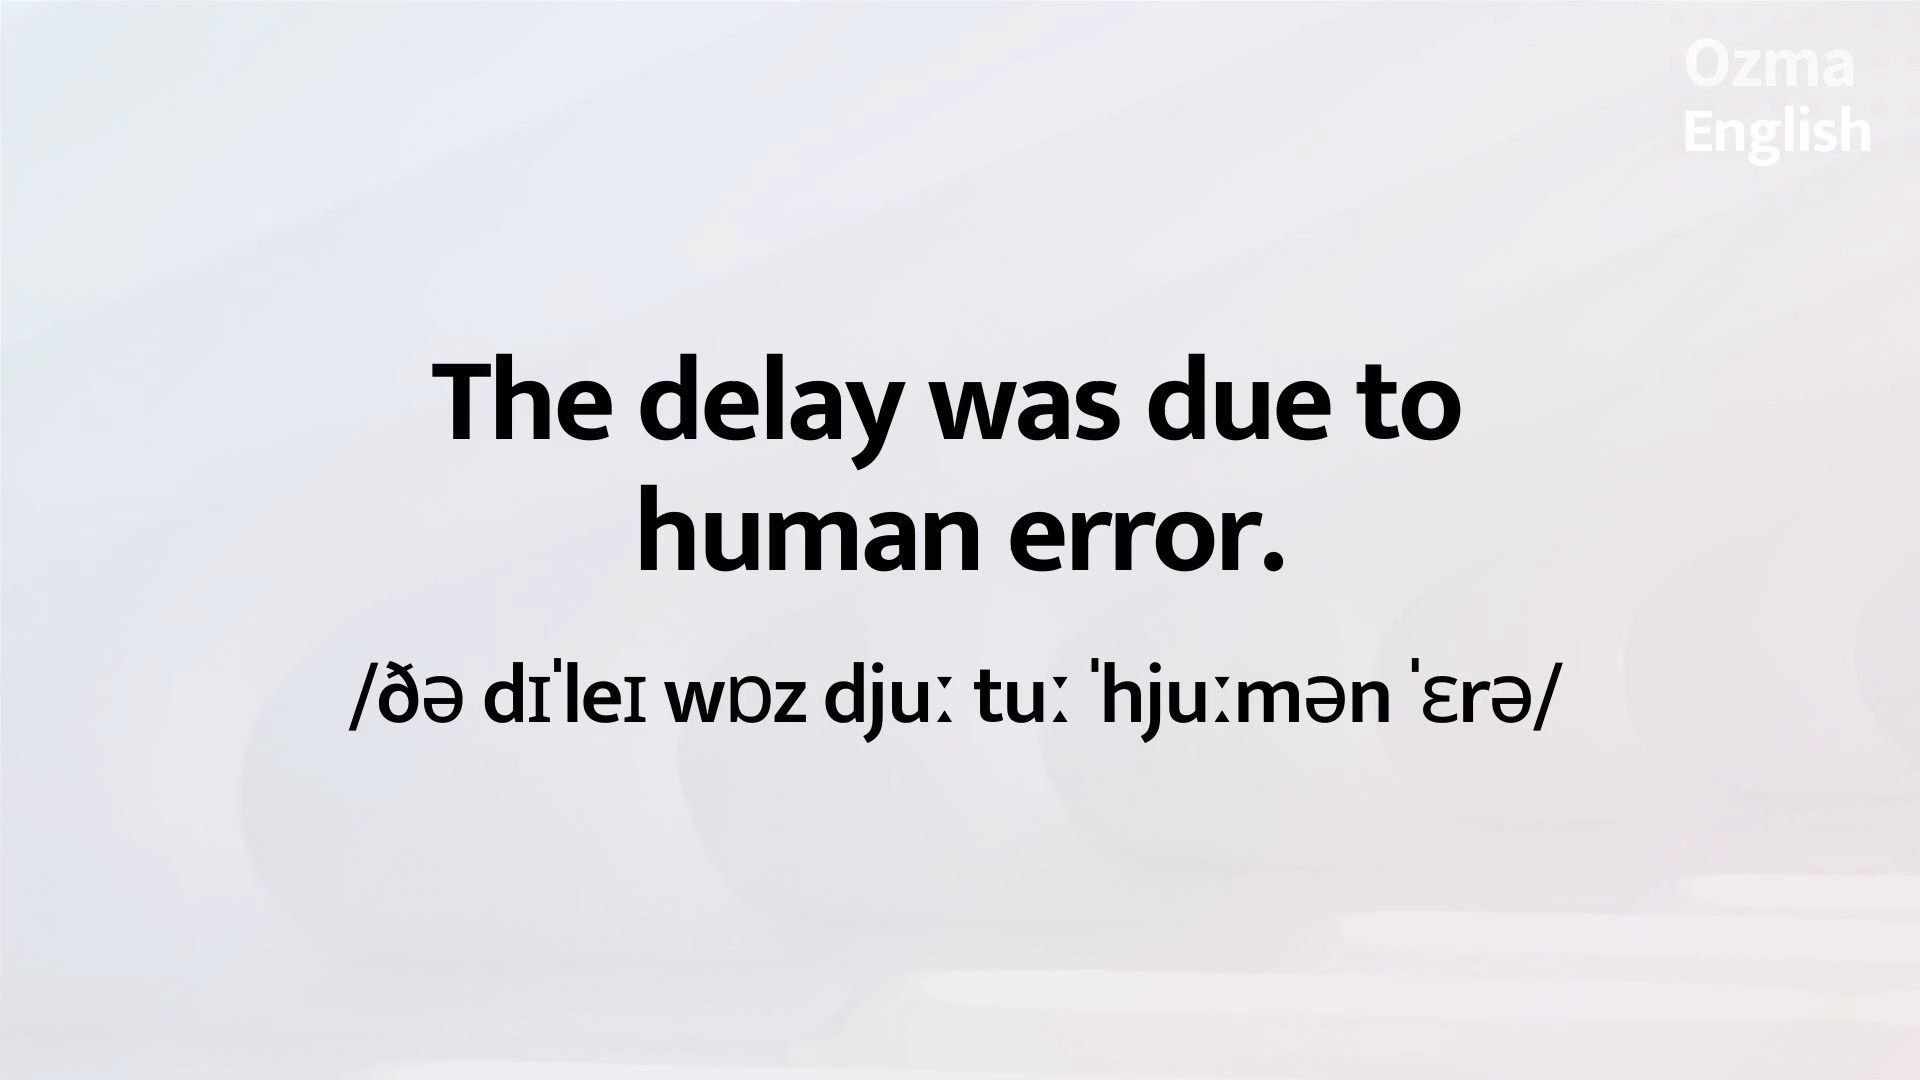 Ozma
English
The delay was due to
human error.
/ðə dɪˈleɪ wɒz djuː tuː ˈhjuːmən ˈɛrə/